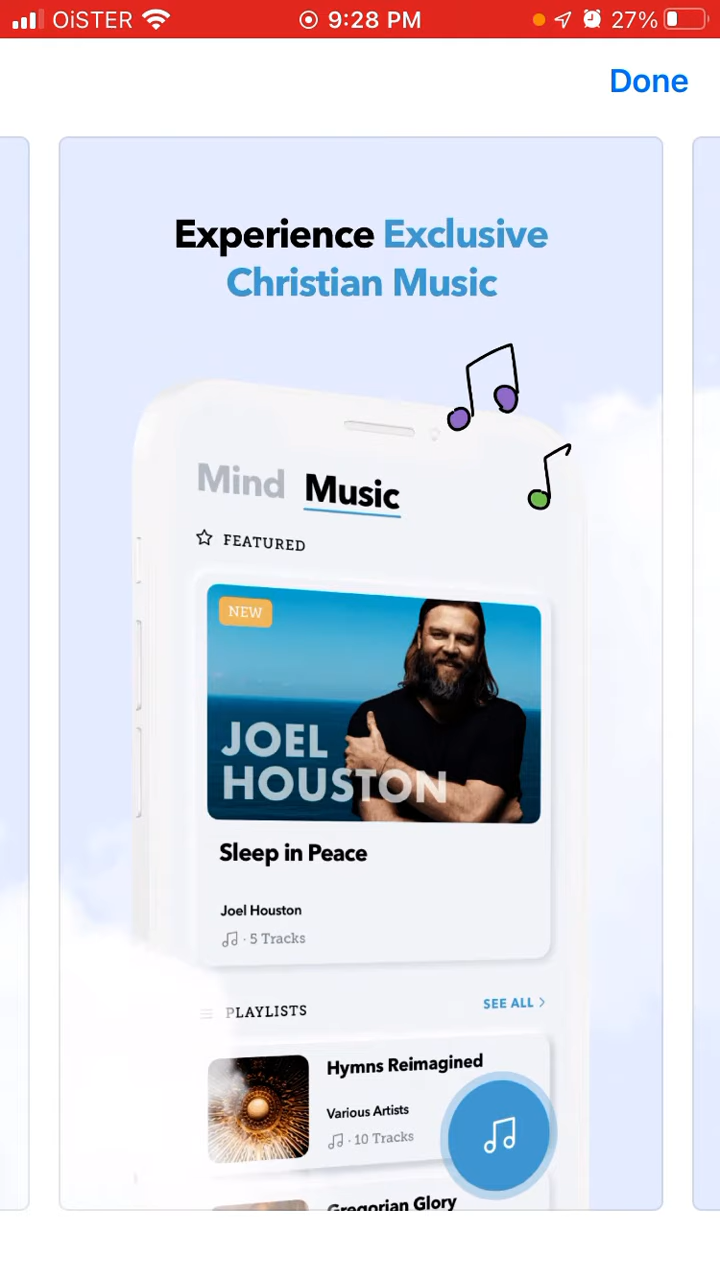 OiSTER 9:28 PM 27%
Done
Experience Exclusive
Christian Music
Mind Music
FEATURED
NEW
JOEL
HOUSTON
Sleep in Peace
Joel Houston
· 5 Tracks
PLAYLISTS SEE ALL >
Hymns Reimagined
Various Artists
· 10 Tracks
Gregorian Glory